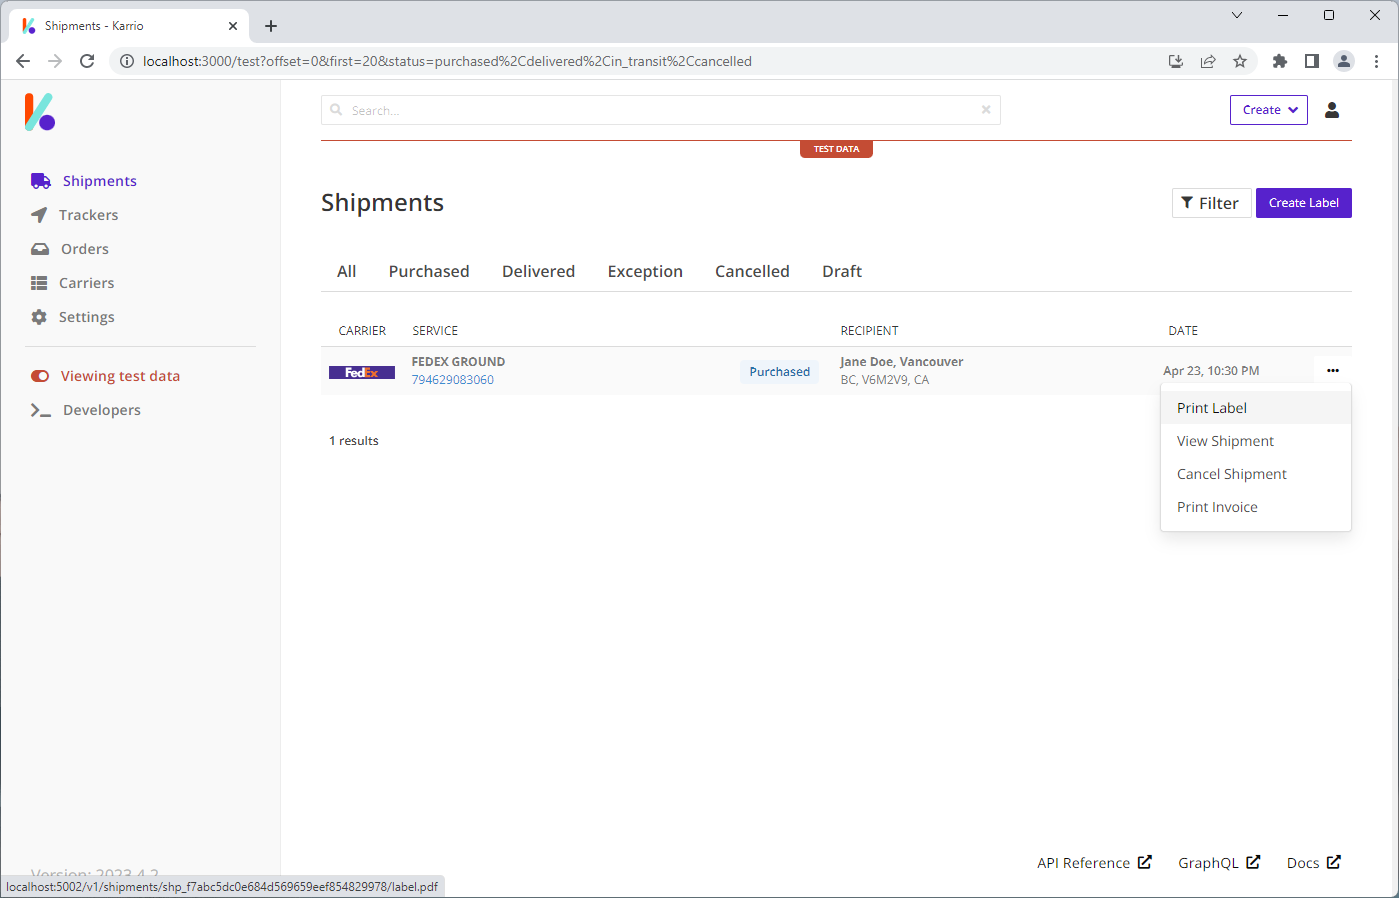 Shipments - Karrio
localhost:3000/test?offset=0&first=20&status=purchased%2Cdelivered%2Cin_transit%2Ccancelled
Search...
Create
TEST DATA
Shipments
Trackers
Orders
Carriers
Settings
Viewing test data
Developers
Shipments
Filter
Create Label
All Purchased Delivered Exception Cancelled Draft
CARRIER SERVICE RECIPIENT DATE
FedEx
FEDEX GROUND
794629083060
Purchased
Jane Doe, Vancouver
BC, V6M2V9, CA
Apr 23, 10:30 PM
Print Label
View Shipment
Cancel Shipment
Print Invoice
1 results
API Reference GraphQL Docs
Version: 2023.4.2
localhost:5002/v1/shipments/shp_f7abc5dc0e684d569659eef854829978/label.pdf